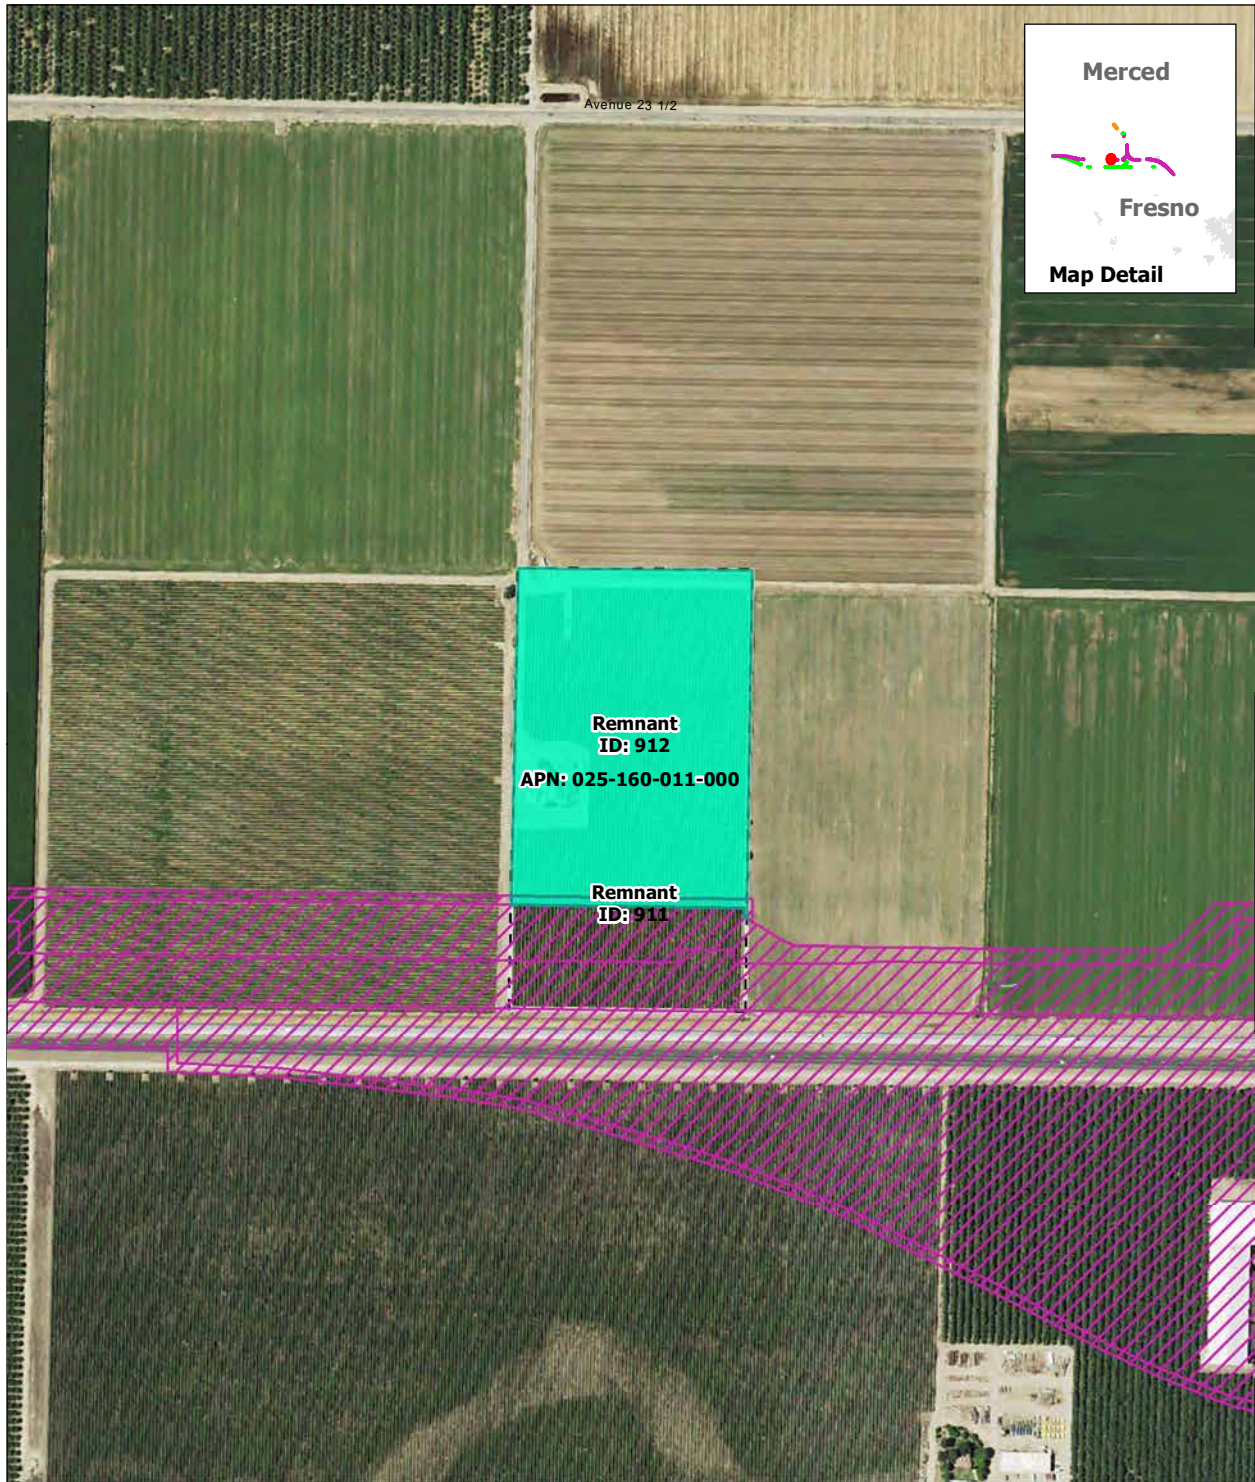 Avenue 23 1/2
Merced
Fresno
Map Detail
Remnant
ID: 912
APN: 025-160-011-000
Remnant
ID: 911